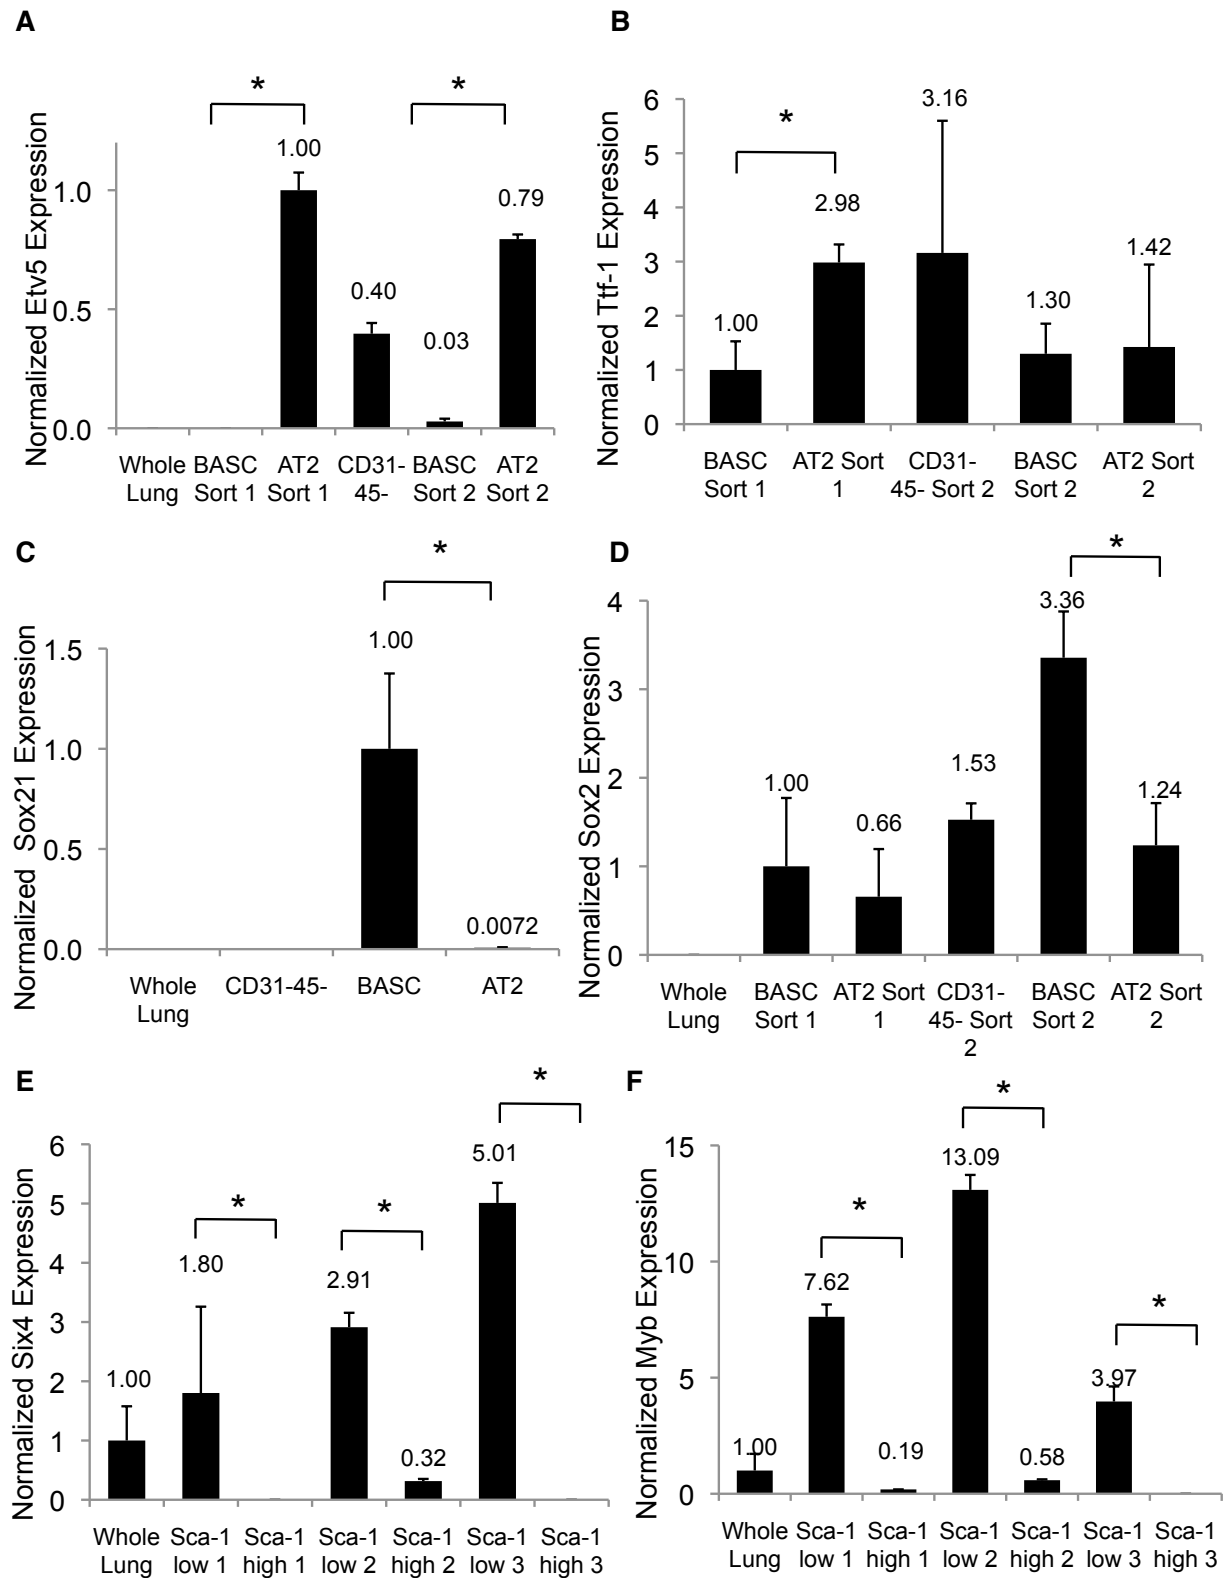 A
*
*
1.00
0.79
0.40
0.03
1.0
0.5
0.0
Normalized Etv5 Expression
Whole BASC AT2 CD31- BASC AT2
Lung Sort 1 Sort 1 45- Sort 2 Sort 2
B
*
3.16
2.98
1.42
1.30
1.00
6
5
4
3
2
1
0
Normalized Ttf-1 Expression
BASC AT2 Sort CD31- BASC AT2 Sort
Sort 1 1 45- Sort 2 Sort 2 2
C
*
1.00
0.0072
1.5
1.0
0.5
0.0
Normalized Sox21 Expression
Whole CD31-45- BASC AT2
Lung
D
*
3.36
1.53
1.24
1.00
0.66
4
3
2
1
0
Normalized Sox2 Expression
Whole BASC AT2 Sort CD31- BASC AT2 Sort
Lung Sort 1 1 45- Sort Sort 2 2
2
E
*
*
*
5.01
2.91
1.80
1.00
0.32
6
5
4
3
2
1
0
Normalized Six4 Expression
Whole Sca-1 Sca-1 Sca-1 Sca-1 Sca-1 Sca-1
Lung low 1 high 1 low 2 high 2 low 3 high 3
F
*
*
*
13.09
7.62
3.97
1.00
0.19
0.58
15
10
5
0
Normalized Myb Expression
Whole Sca-1 Sca-1 Sca-1 Sca-1 Sca-1 Sca-1
Lung low 1 high 1 low 2 high 2 low 3 high 3